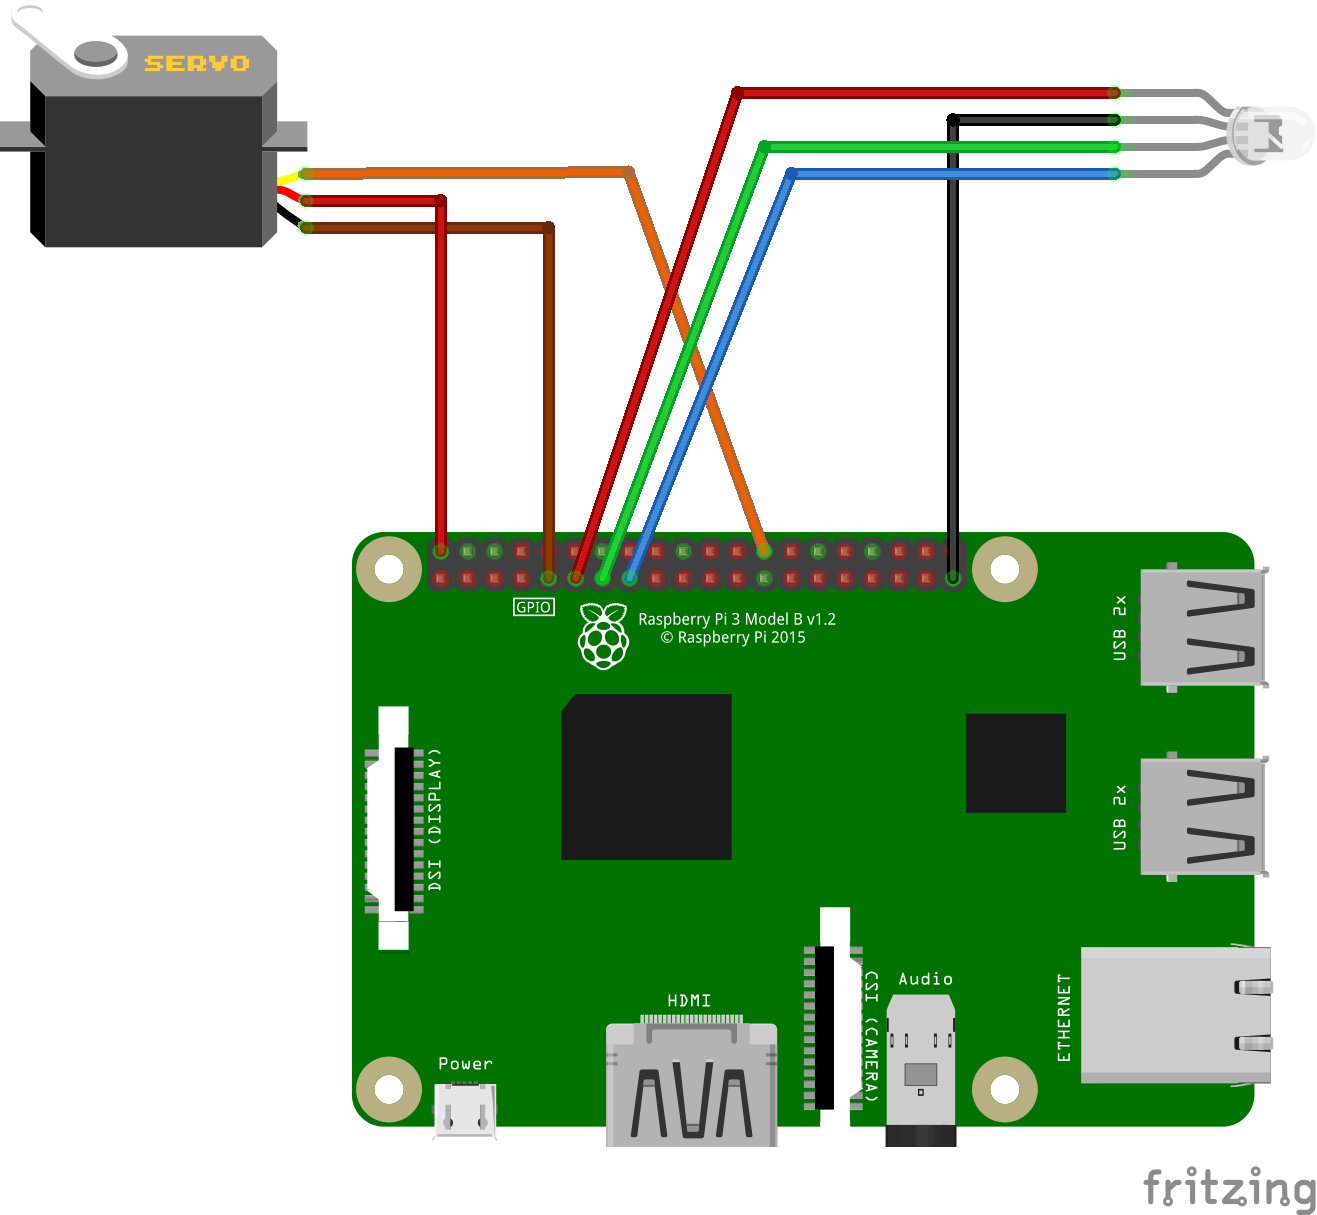 SERVO
GPIO
Raspberry Pi 3 Model B v1.2
© Raspberry Pi 2015
USB 2x
DSI (DISPLAY)
USB 2x
Audio
CSI (CAMERA)
ETHERNET
HDMI
Power
fritzing